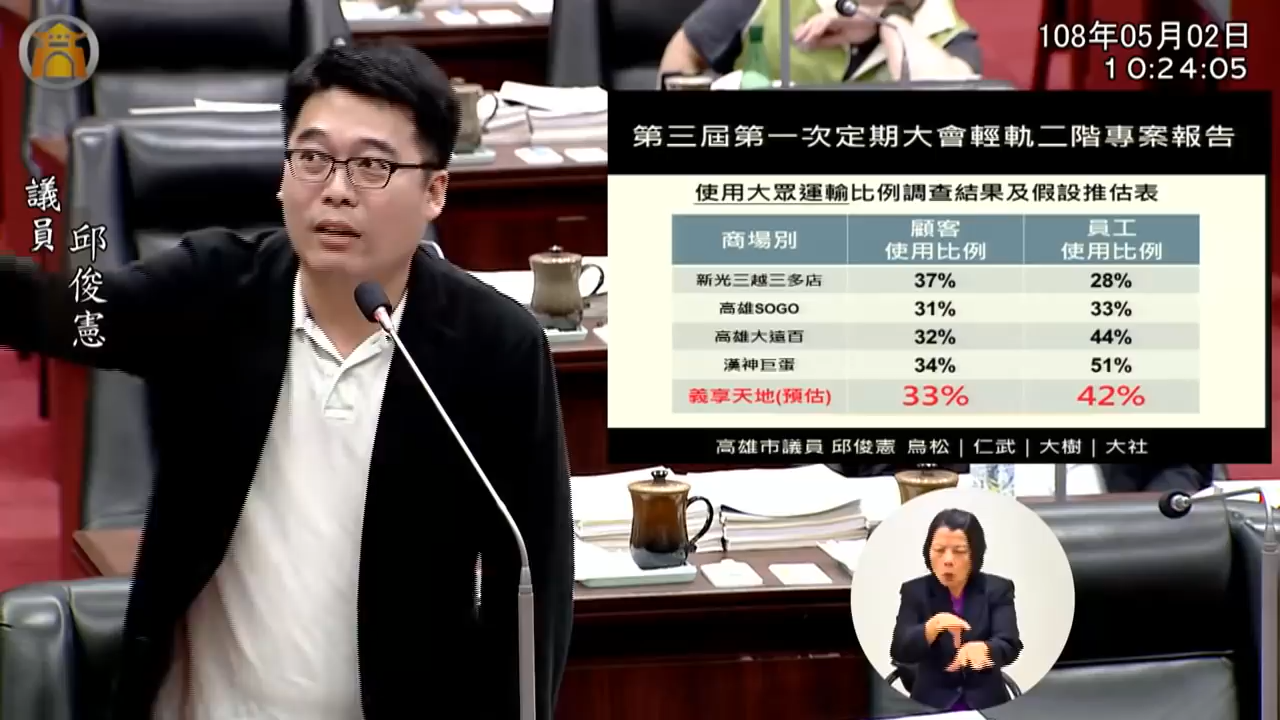 108年05月02日
10:24:05
議員
邱俊憲
第三屆第一次定期大會輕軌二階專案報告
使用大眾運輸比例調查結果及假設推估表
商場別 顧客使用比例 員工使用比例
新光三越三多店 37% 28%
高雄SOGO 31% 33%
高雄大遠百 32% 44%
漢神巨蛋 34% 51%
義享天地(預估) 33% 42%
高雄市議員 邱俊憲 鳥松|仁武|大樹|大社